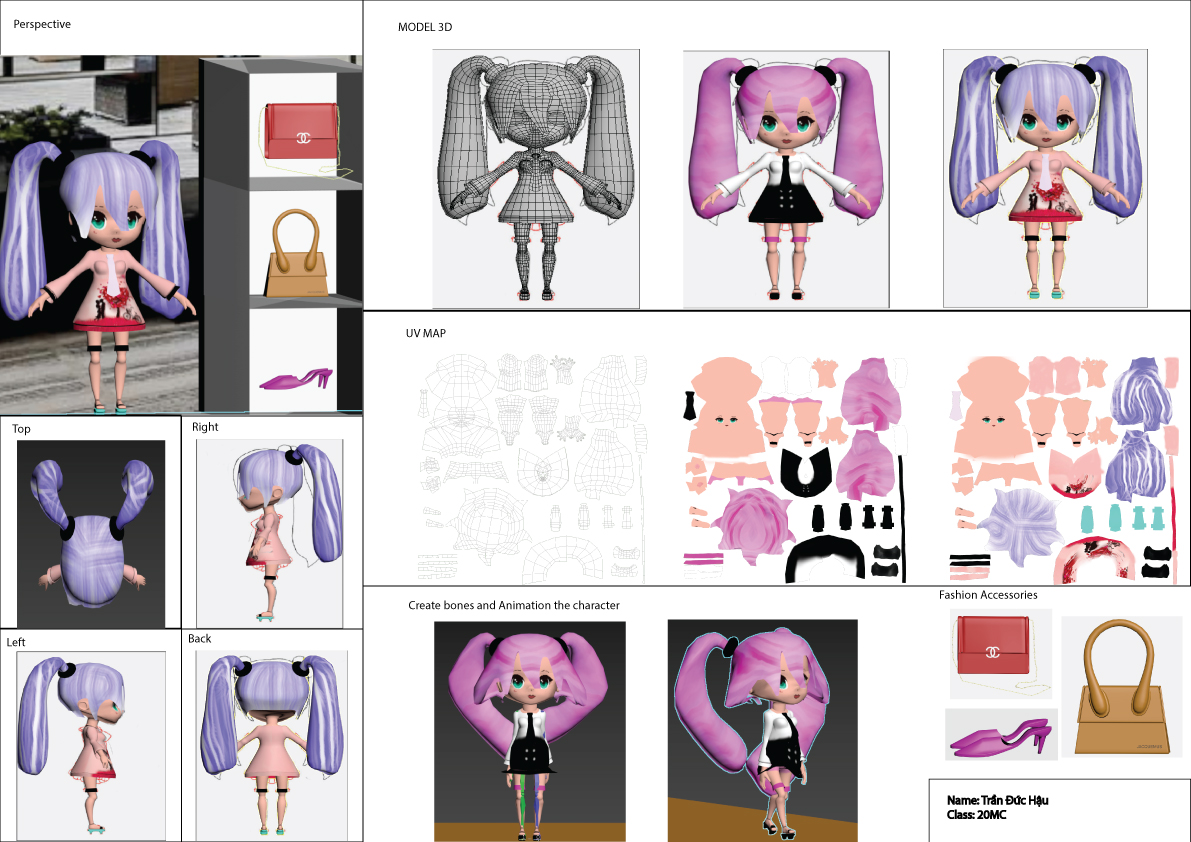 Perspective
MODEL 3D
UV MAP
Top
Right
Left
Back
Create bones and Animation the character
Fashion Accessories
Name: Trần Đức Hậu
Class: 20MC